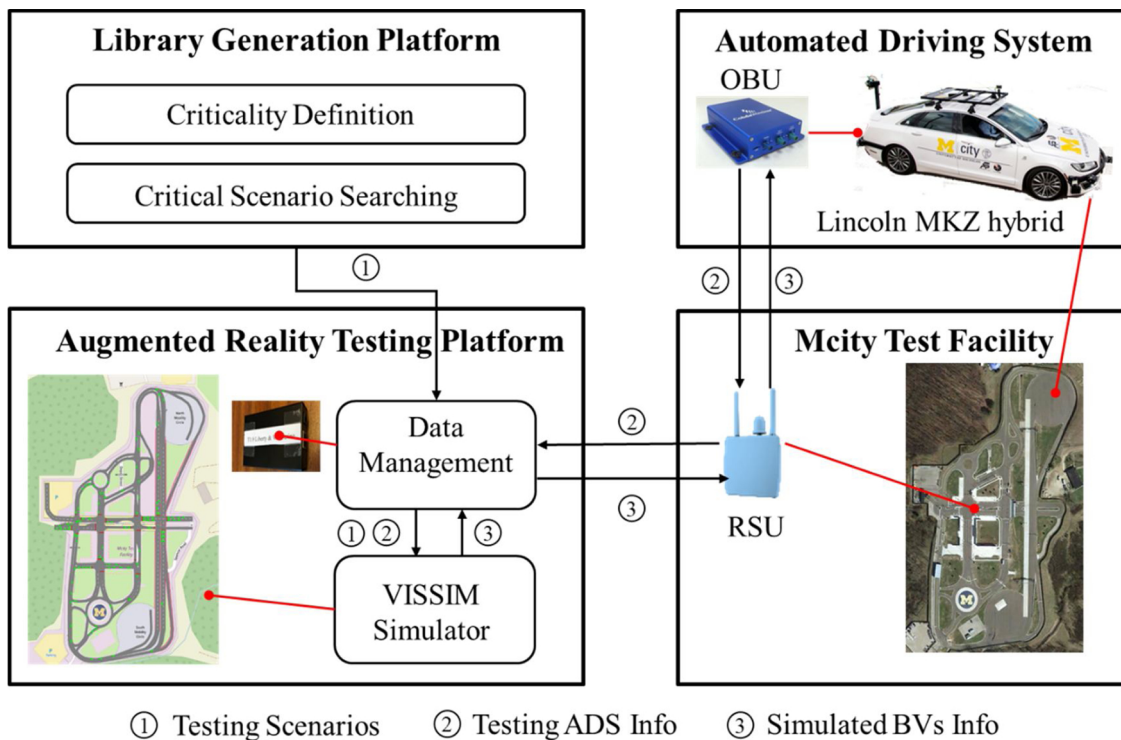 Library Generation Platform
Criticality Definition
Critical Scenario Searching
①
Automated Driving System
OBU
M city
Lincoln MKZ hybrid
②
③
Augmented Reality Testing Platform
Data
Management
① ②
③
VISSIM
Simulator
M
②
③
Mcity Test Facility
RSU
M
① Testing Scenarios ② Testing ADS Info ③ Simulated BVs Info